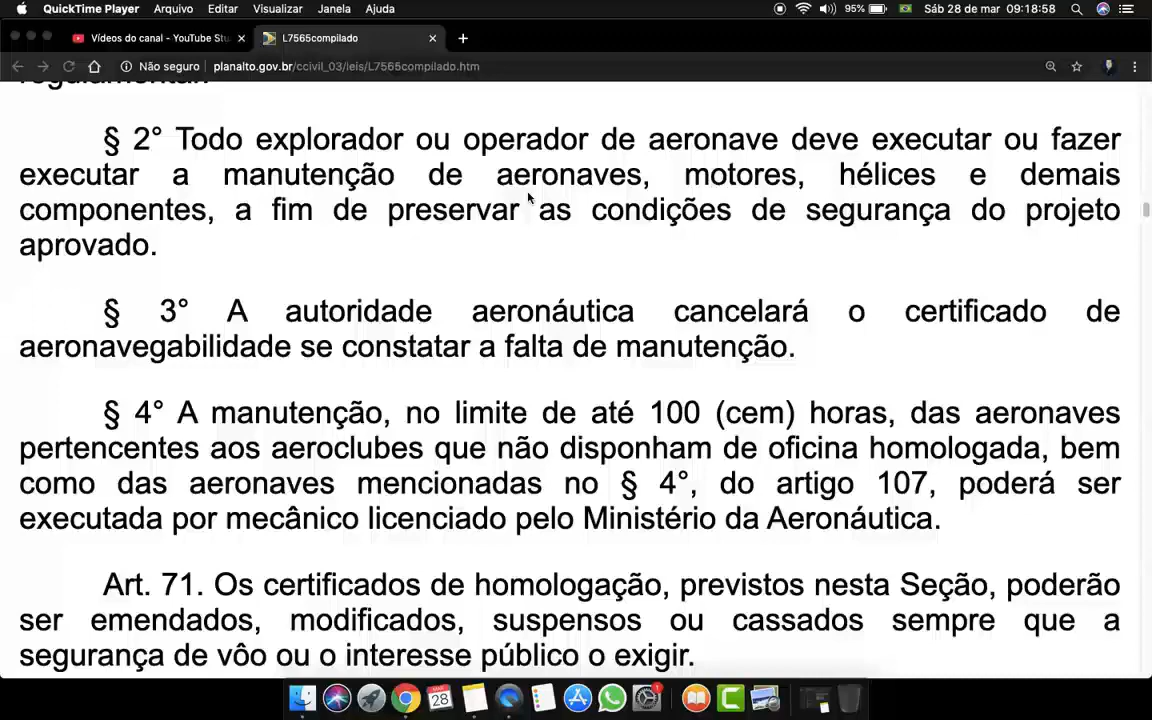 QuickTime Player Arquivo Editar Visualizar Janela Ajuda 95% Sáb 28 de mar 09:18:58
Vídeos do canal - YouTube Stu × L7565compilado × +
Não seguro planalto.gov.br/ccivil_03/leis/L7565compilado.htm
regulamentar.
§ 2° Todo explorador ou operador de aeronave deve executar ou fazer
executar a manutenção de aeronaves, motores, hélices e demais
componentes, a fim de preservar as condições de segurança do projeto
aprovado.
§ 3° A autoridade aeronáutica cancelará o certificado de
aeronavegabilidade se constatar a falta de manutenção.
§ 4° A manutenção, no limite de até 100 (cem) horas, das aeronaves
pertencentes aos aeroclubes que não disponham de oficina homologada, bem
como das aeronaves mencionadas no § 4°, do artigo 107, poderá ser
executada por mecânico licenciado pelo Ministério da Aeronáutica.
Art. 71. Os certificados de homologação, previstos nesta Seção, poderão
ser emendados, modificados, suspensos ou cassados sempre que a
segurança de vôo ou o interesse público o exigir.
28
1